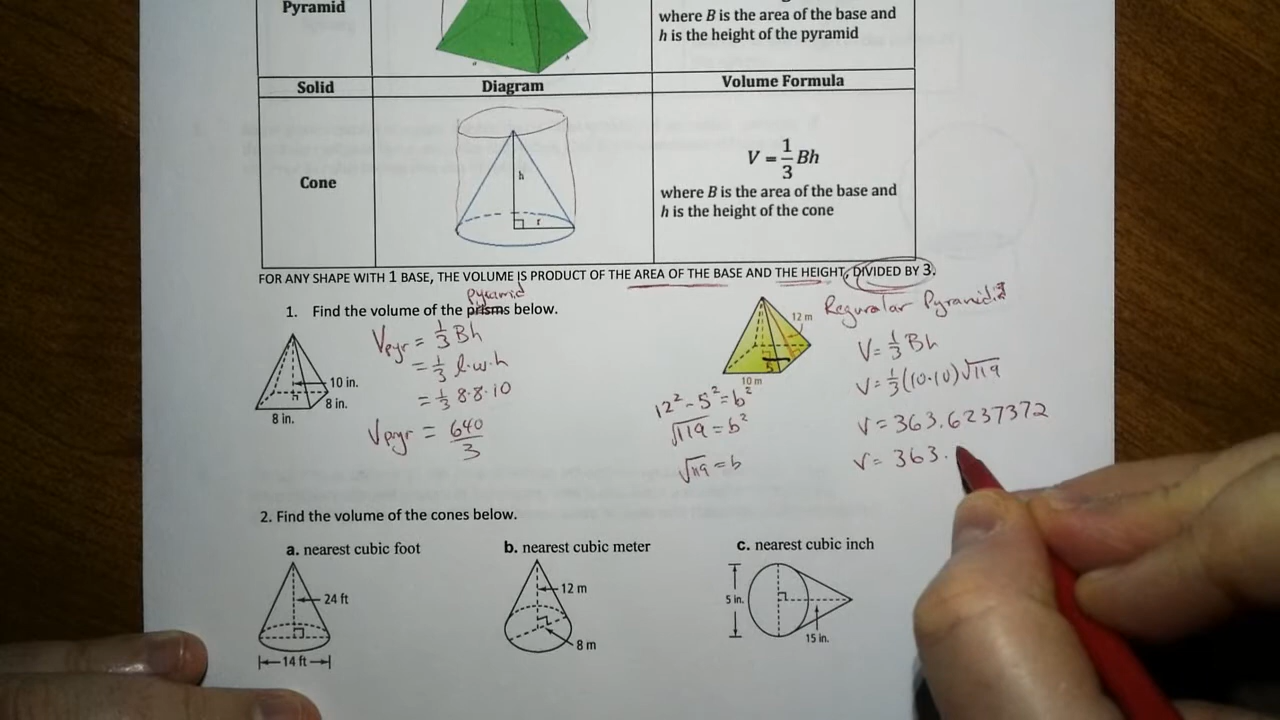 Pyramid
where B is the area of the base and
h is the height of the pyramid
Solid Diagram Volume Formula
Cone
h
r
V = 1/3 Bh
where B is the area of the base and
h is the height of the cone
FOR ANY SHAPE WITH 1 BASE, THE VOLUME IS PRODUCT OF THE AREA OF THE BASE AND THE HEIGHT, DIVIDED BY 3.
pyramid
1. Find the volume of the prisms below.
10 in.
8 in.
8 in.
Vpyr = 1/3 Bh
= 1/3 l·w·h
= 1/3 8·8·10
Vpyr = 640/3
12 m
5
10 m
12² - 5² = b²
√119 = b²
√119 = b
Regular Pyramid
V = 1/3 Bh
V = 1/3 (10·10)√119
V = 363.6237372
V = 363.
2. Find the volume of the cones below.
a. nearest cubic foot
24 ft
14 ft
b. nearest cubic meter
12 m
8 m
c. nearest cubic inch
5 in.
15 in.